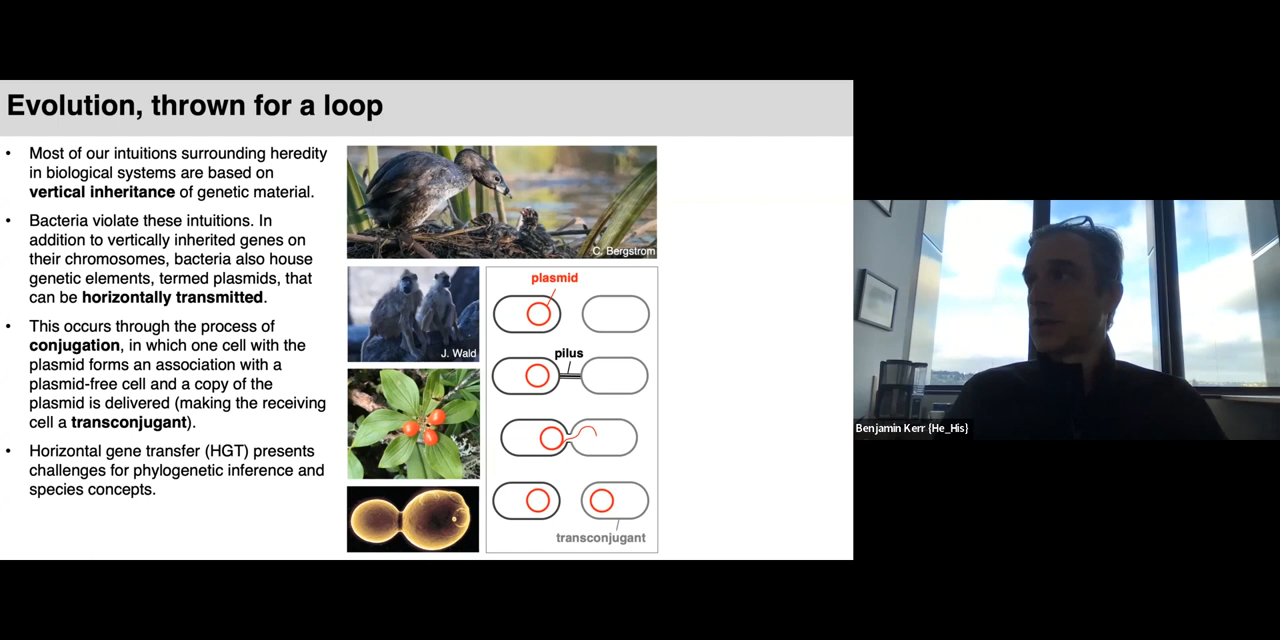 Evolution, thrown for a loop
• Most of our intuitions surrounding heredity
in biological systems are based on
vertical inheritance of genetic material.
• Bacteria violate these intuitions. In
addition to vertically inherited genes on
their chromosomes, bacteria also house
genetic elements, termed plasmids, that
can be horizontally transmitted.
• This occurs through the process of
conjugation, in which one cell with the
plasmid forms an association with a
plasmid-free cell and a copy of the
plasmid is delivered (making the receiving
cell a transconjugant).
• Horizontal gene transfer (HGT) presents
challenges for phylogenetic inference and
species concepts.
C. Bergstrom
J. Wald
plasmid
pilus
transconjugant
Benjamin Kerr {He_His}